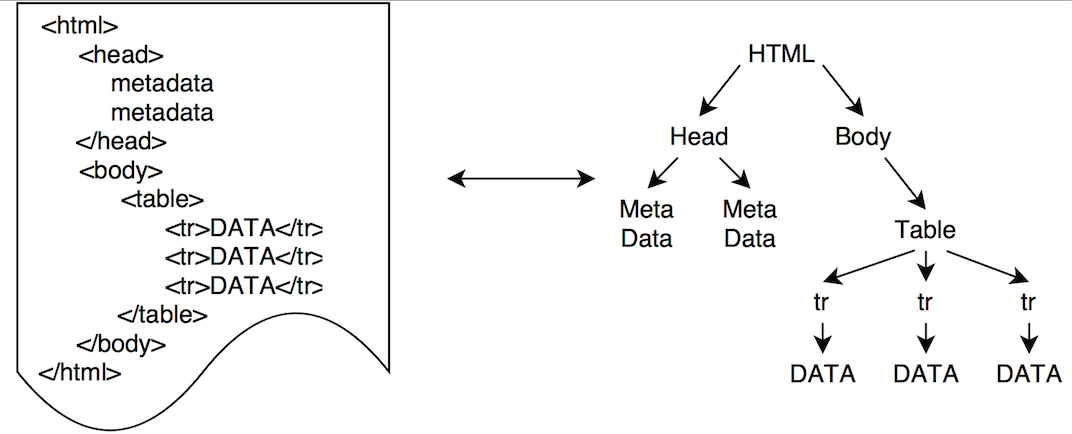 <html>
<head>
metadata
metadata
</head>
<body>
<table>
<tr>DATA</tr>
<tr>DATA</tr>
<tr>DATA</tr>
</table>
</body>
</html>
HTML
Head Body
Meta Meta
Data Data
Table
tr tr tr
DATA DATA DATA